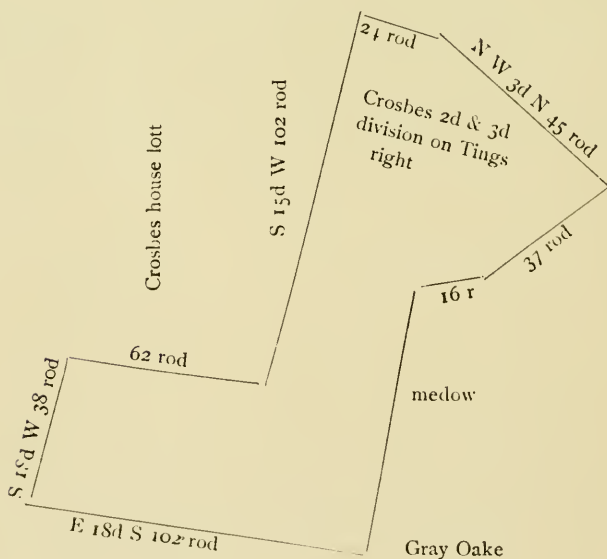 24 rod
N W 3d N 45 rod
Crosbes 2d & 3d
division on Tings
right
S 15d W 102 rod
Crosbes house lott
37 rod
16 r
62 rod
medow
S 15d W 38 rod
E 18d S 102 rod
Gray Oake